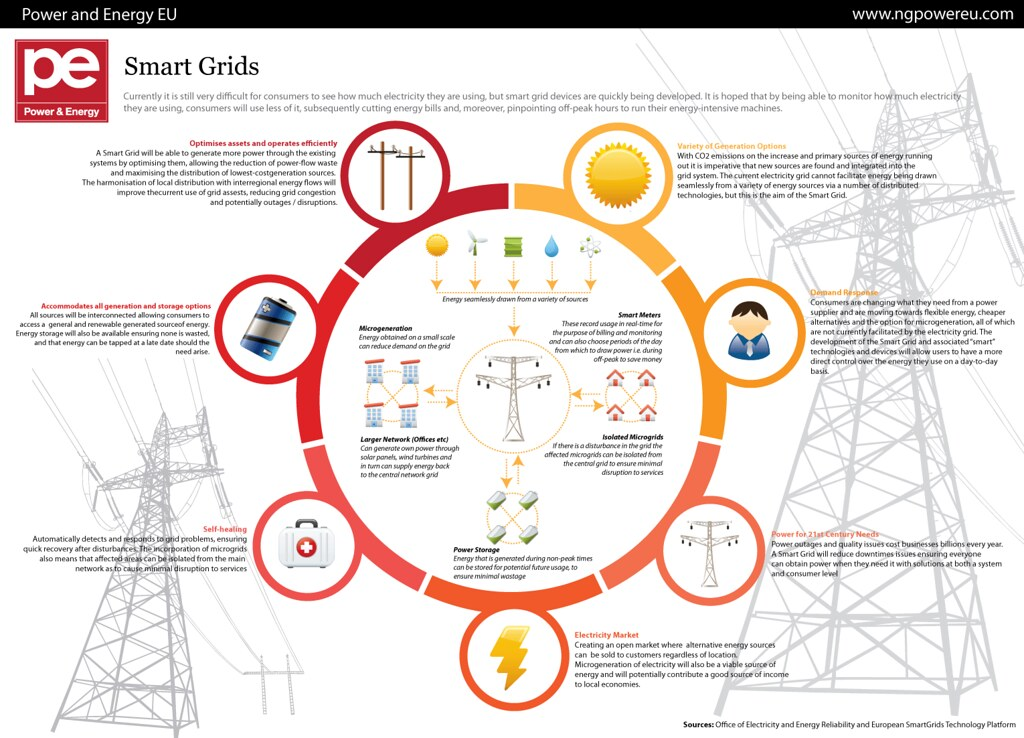 Power and Energy EU
www.ngpowereu.com
pe
Power & Energy
Smart Grids
Currently it is still very difficult for consumers to see how much electricity they are using, but smart grid devices are quickly being developed. It is hoped that by being able to monitor how much electricity
they are using, consumers will use less of it, subsequently cutting energy bills and, moreover, pinpointing off-peak hours to run their energy-intensive machines.
Optimises assets and operates efficiently
A Smart Grid will be able to generate more power through the existing
systems by optimising them, allowing the reduction of power-flow waste
and maximising the distribution of lowest-costgeneration sources.
The harmonisation of local distribution with interregional energy flows will
improve thecurrent use of grid assests, reducing grid congestion
and potentially outages / disruptions.
Variety of Generation Options
With CO2 emissions on the increase and primary sources of energy running
out it is imperative that new sources are found and integrated into the
grid system. The current electricity grid cannot facilitate energy being drawn
seamlessly from a variety of energy sources via a number of distributed
technologies, but this is the aim of the Smart Grid.
Energy seamlessly drawn from a variety of sources
Accommodates all generation and storage options
All sources will be interconnected allowing consumers to
access a general and renewable generated sourceof energy.
Energy storage will also be available ensuring none is wasted,
and that energy can be tapped at a late date should the
need arise.
Microgeneration
Energy obtained on a small scale
can reduce demand on the grid
Smart Meters
These record usage in real-time for
the purpose of billing and monitoring
and can also choose periods of the day
from which to draw power i.e. during
off-peak to save money
Demand Response
Consumers are changing what they need from a power
supplier and are moving towards flexible energy, cheaper
alternatives and the option for microgeneration, all of which
are not currently facilitated by the electricity grid. The
development of the Smart Grid and associated "smart"
technologies and devices will allow users to have a more
direct control over the energy they use on a day-to-day
basis.
Larger Network (Offices etc)
Can generate own power through
solar panels, wind turbines and
in turn can supply energy back
to the central network grid
Isolated Microgrids
If there is a disturbance in the grid the
affected microgrids can be isolated from
the central grid to ensure minimal
disruption to services
Self-healing
Automatically detects and responds to grid problems, ensuring
quick recovery after disturbances. The incorporation of microgrids
also means that affected areas can be isolated from the main
network as to cause minimal disruption to services
Power Storage
Energy that is generated during non-peak times
can be stored for potential future usage, to
ensure minimal wastage
Power for 21st Century Needs
Power outages and quality issues cost businesses billions every year.
A Smart Grid will reduce downtimes issues ensuring everyone
can obtain power when they need it with solutions at both a system
and consumer level
Electricity Market
Creating an open market where alternative energy sources
can be sold to customers regardless of location.
Microgeneration of electricity will also be a viable source of
energy and will potentially contribute a good source of income
to local economies.
Sources: Office of Electricity and Energy Reliability and European SmartGrids Technology Platform